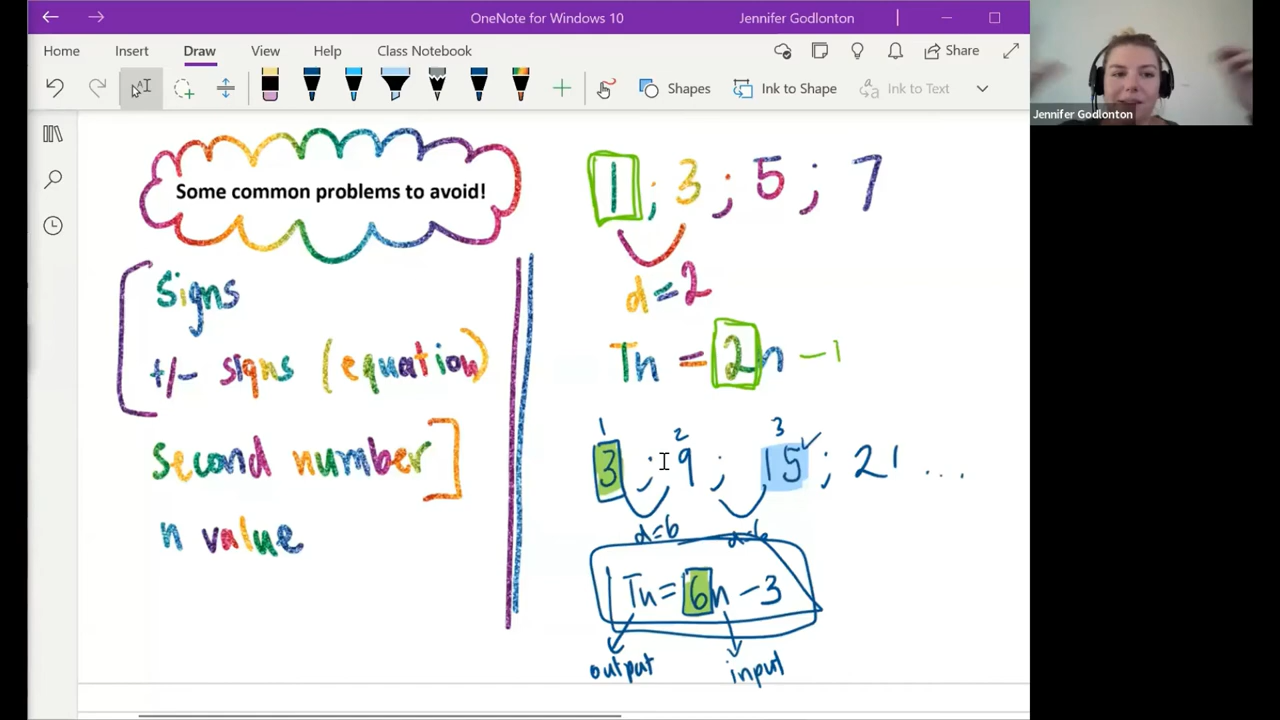 OneNote for Windows 10
Jennifer Godlonton
Home Insert Draw View Help Class Notebook
Share
Shapes
Ink to Shape
Ink to Text
Jennifer Godlonton
Some common problems to avoid!
Signs
+/- signs (equation)
second number
n value
1 ; 3 ; 5 ; 7
d=2
Tn = 2n -1
1 2 3
3 ; 9 ; 15 ; 21 ...
d=6 d=6
Tn = 6n - 3
output input